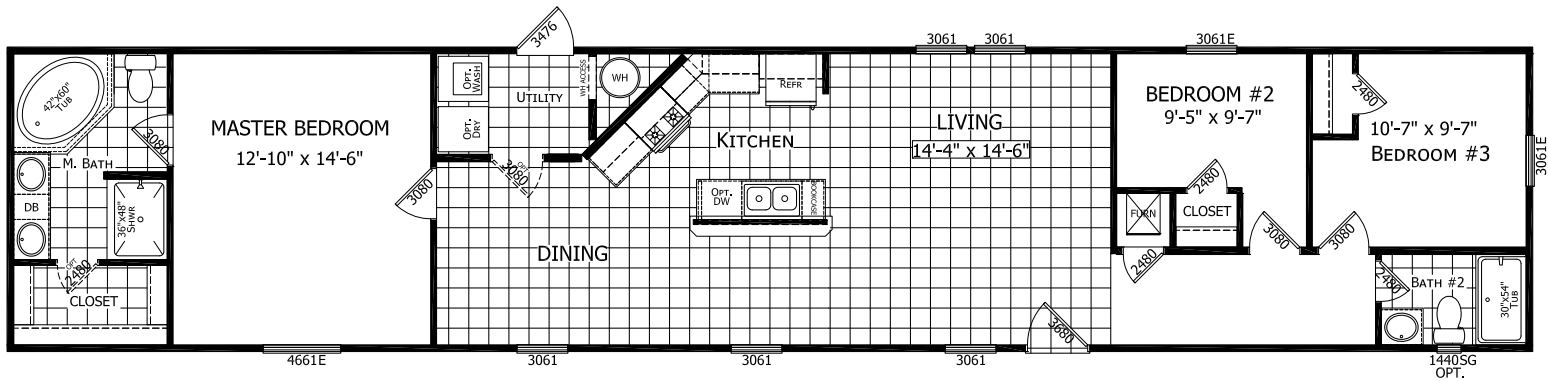 3476
3061
3061
3061E
42"x60"
TUB
3080
M. BATH
DB
36"x48"
SHWR
OPT
2480
CLOSET
MASTER BEDROOM
12'-10" x 14'-6"
3080
4661E
OPT.
WASH
OPT.
DRY
UTILITY
WH ACCESS
WH
OPT
3080
REFR
KITCHEN
OPT.
DW
BOOKCASE
DINING
LIVING
14'-4" x 14'-6"
3061
3061
3061
3680
BEDROOM #2
9'-5" x 9'-7"
2480
FURN
CLOSET
2480
3080
2480
10'-7" x 9'-7"
BEDROOM #3
3061E
3080
2480
BATH #2
30"x54"
TUB
1440SG
OPT.